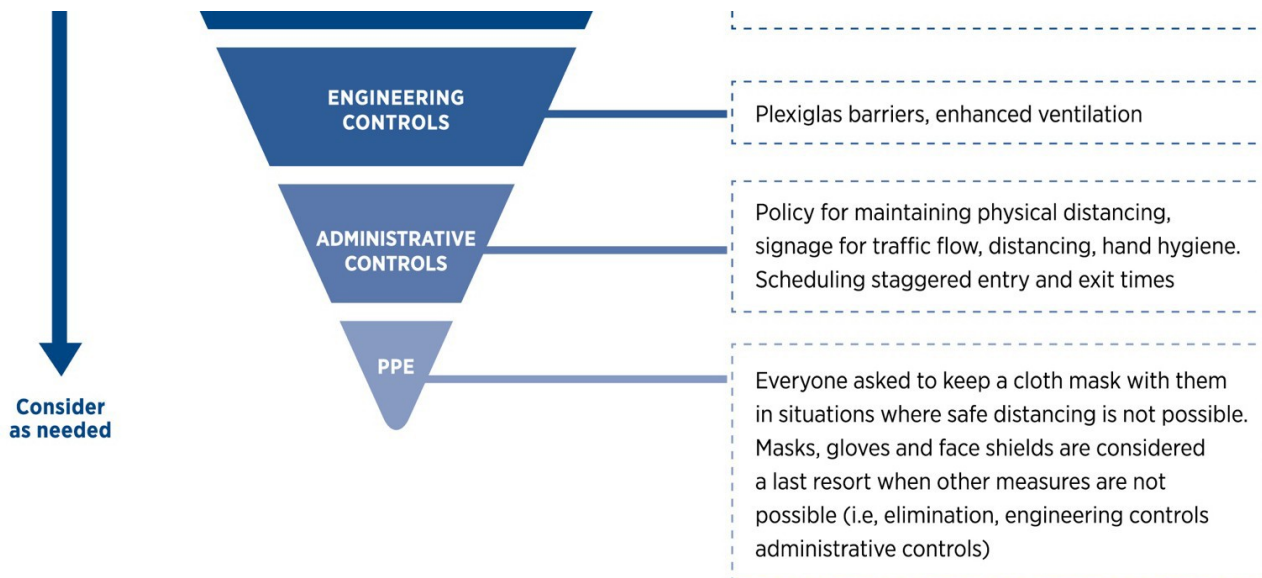 ENGINEERING
CONTROLS
Plexiglas barriers, enhanced ventilation
ADMINISTRATIVE
CONTROLS
Policy for maintaining physical distancing,
signage for traffic flow, distancing, hand hygiene.
Scheduling staggered entry and exit times
PPE
Everyone asked to keep a cloth mask with them
in situations where safe distancing is not possible.
Masks, gloves and face shields are considered
a last resort when other measures are not
possible (i.e, elimination, engineering controls
administrative controls)
Consider
as needed